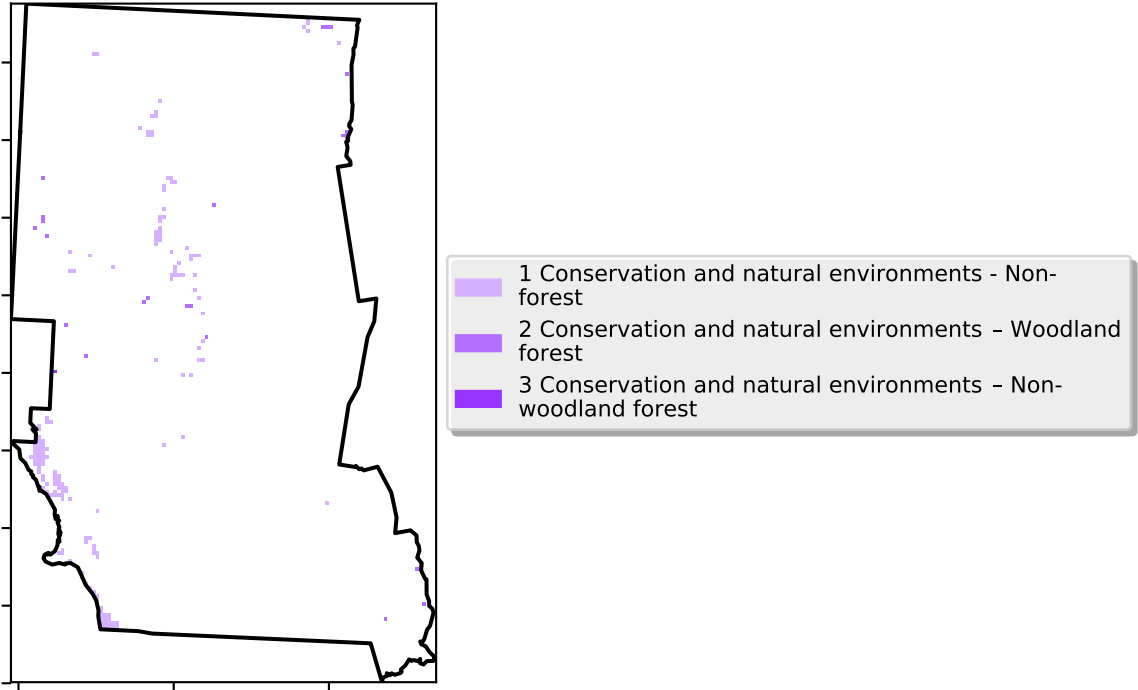 1 Conservation and natural environments - Non-
forest
2 Conservation and natural environments – Woodland
forest
3 Conservation and natural environments – Non-
woodland forest